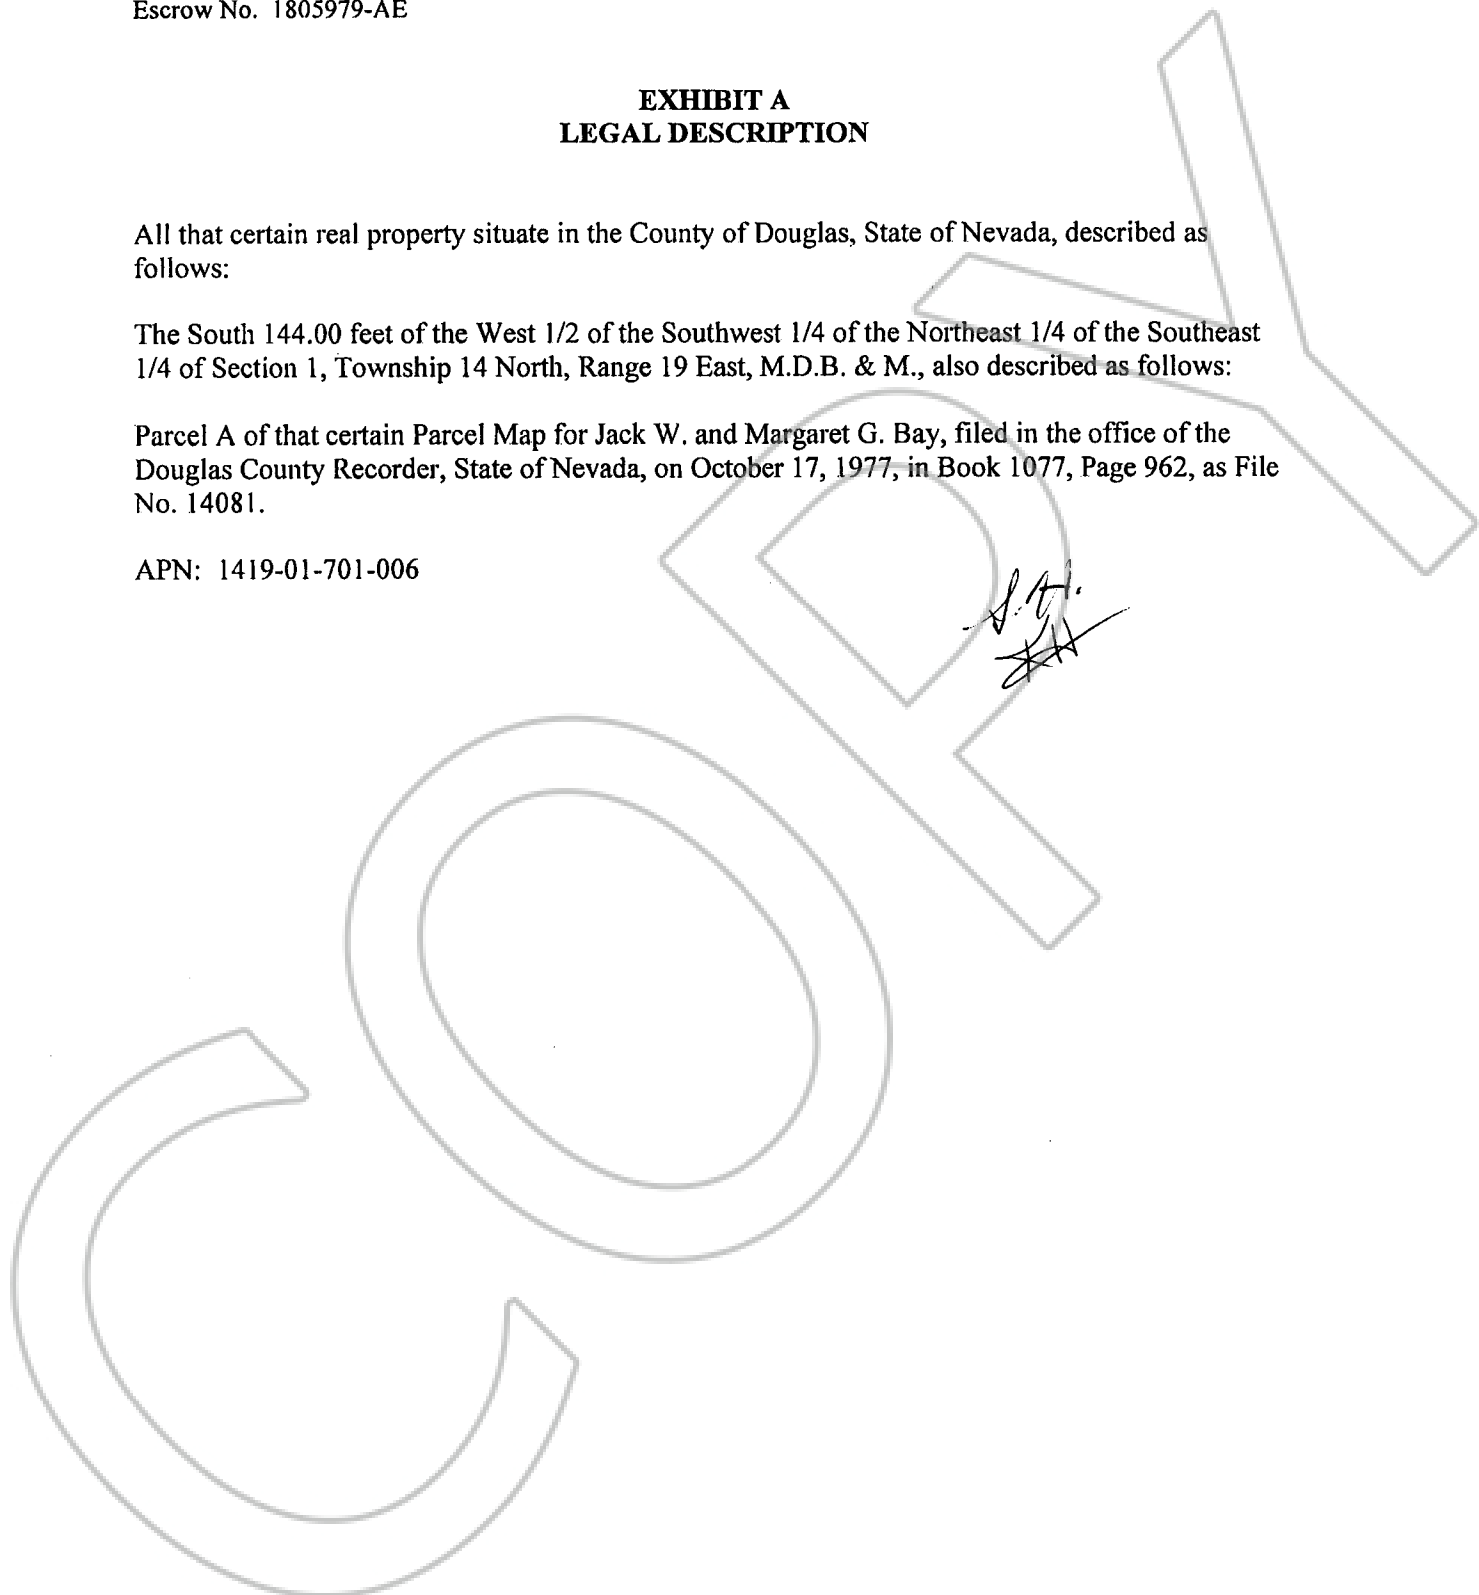 Escrow No. 1805979-AE
EXHIBIT A
LEGAL DESCRIPTION
All that certain real property situate in the County of Douglas, State of Nevada, described as
follows:
The South 144.00 feet of the West 1/2 of the Southwest 1/4 of the Northeast 1/4 of the Southeast
1/4 of Section 1, Township 14 North, Range 19 East, M.D.B. & M., also described as follows:
Parcel A of that certain Parcel Map for Jack W. and Margaret G. Bay, filed in the office of the
Douglas County Recorder, State of Nevada, on October 17, 1977, in Book 1077, Page 962, as File
No. 14081.
APN: 1419-01-701-006
S.H.
COPY